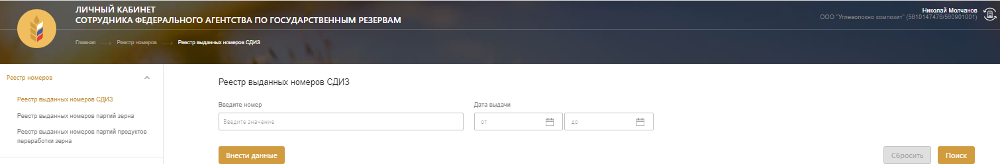 ЛИЧНЫЙ КАБИНЕТ
СОТРУДНИКА ФЕДЕРАЛЬНОГО АГЕНТСТВА ПО ГОСУДАРСТВЕННЫМ РЕЗЕРВАМ
Николай Молчанов
ООО "Углеволокно композит" (5610147476/560901001)
Главная → Реестр номеров → Реестр выданных номеров СДИЗ
Реестр номеров
Реестр выданных номеров СДИЗ
Реестр выданных номеров партий зерна
Реестр выданных номеров партий продуктов
переработки зерна
Реестр выданных номеров СДИЗ
Введите номер Дата выдачи
Введите значение от до
Внести данные Сбросить Поиск